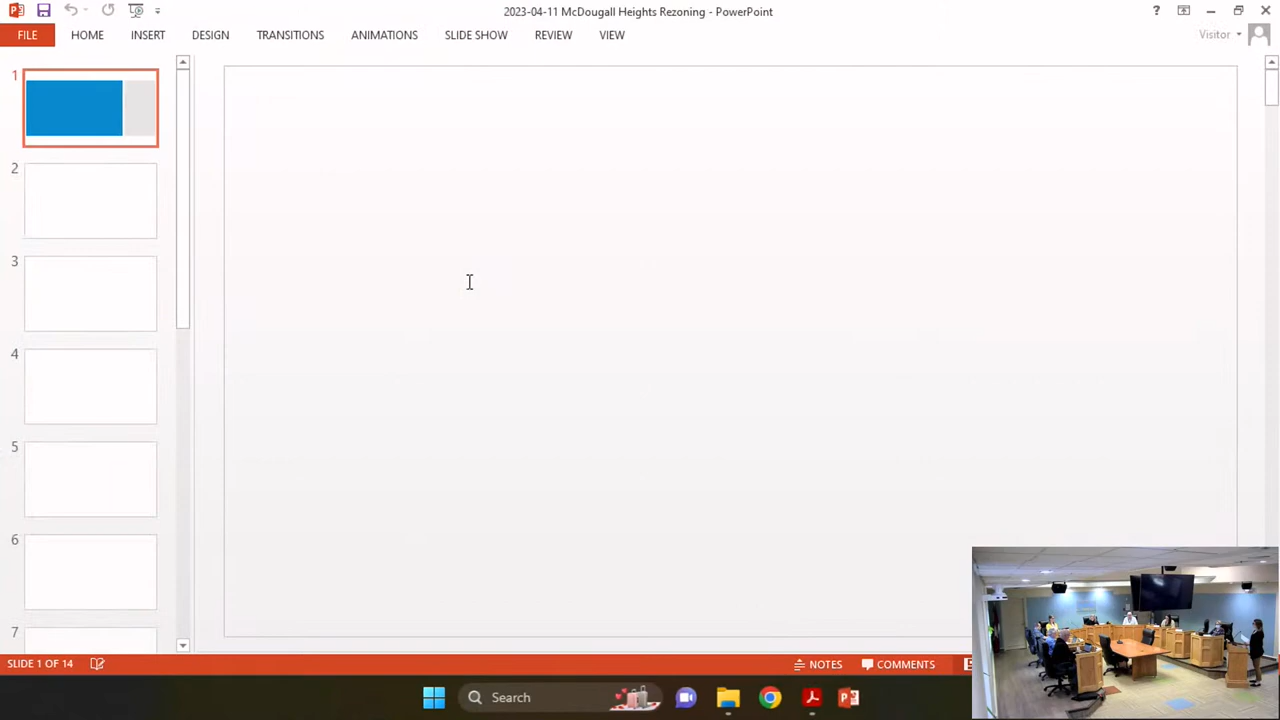 2023-04-11 McDougall Heights Rezoning - PowerPoint
?
FILE HOME INSERT DESIGN TRANSITIONS ANIMATIONS SLIDE SHOW REVIEW VIEW
Visitor
1
2
3
4
5
6
7
SLIDE 1 OF 14
NOTES COMMENTS
Search